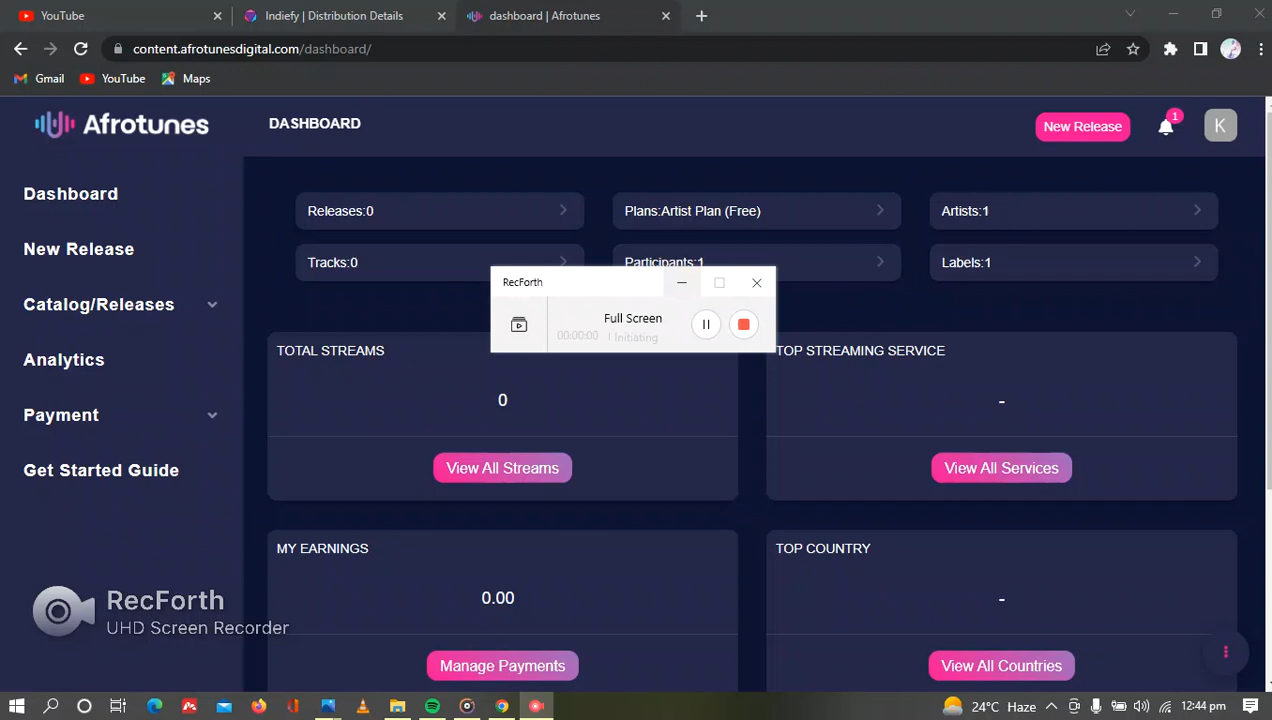 YouTube
Indiefy | Distribution Details
dashboard | Afrotunes
content.afrotunesdigital.com/dashboard/
Gmail
YouTube
Maps
Afrotunes
DASHBOARD
New Release
1
K
Dashboard
New Release
Catalog/Releases
Analytics
Payment
Get Started Guide
Releases:0
Plans:Artist Plan (Free)
Artists:1
Tracks:0
Participants:1
Labels:1
RecForth
Full Screen
00:00:00 | Initiating
TOTAL STREAMS
0
View All Streams
TOP STREAMING SERVICE
-
View All Services
MY EARNINGS
0.00
Manage Payments
TOP COUNTRY
-
View All Countries
RecForth
UHD Screen Recorder
24°C Haze
12:44 pm